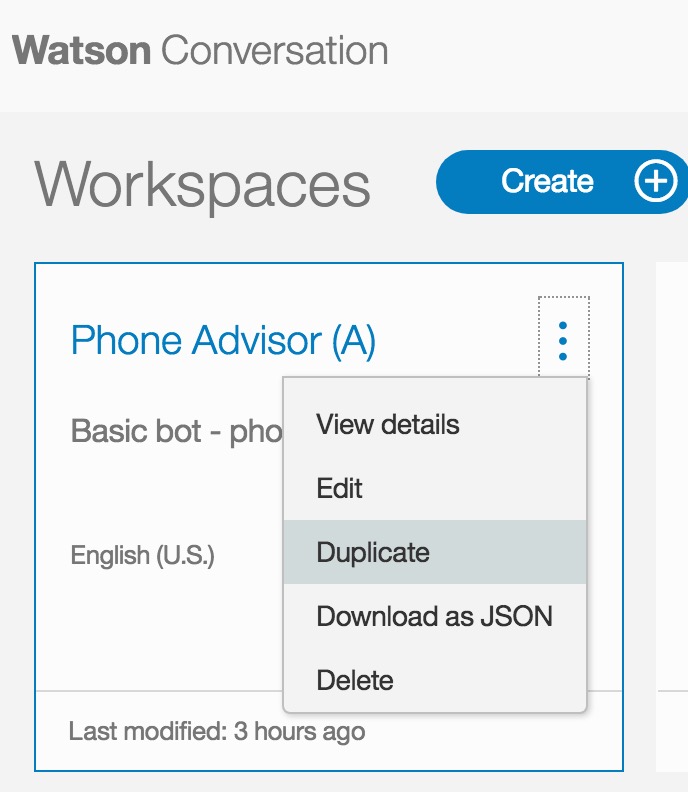 Watson Conversation
Workspaces
Create
Phone Advisor (A)
Basic bot - pho
View details
Edit
English (U.S.)
Duplicate
Download as JSON
Delete
Last modified: 3 hours ago